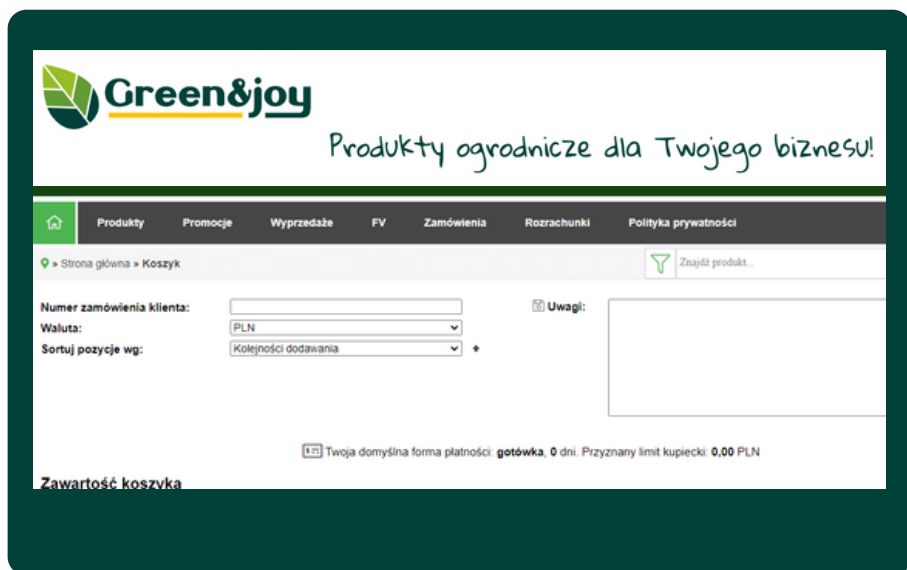 Green&joy
Produkty ogrodnicze dla Twojego biznesu!
Produkty Promocje Wyprzedaże FV Zamówienia Rozrachunki Polityka prywatności
» Strona główna » Koszyk
Znajdź produkt...
Numer zamówienia klienta:
Uwagi:
Waluta:
PLN
Sortuj pozycje wg:
Kolejności dodawania
Twoja domyślna forma płatności: gotówka, 0 dni. Przyznany limit kupiecki: 0,00 PLN
Zawartość koszyka